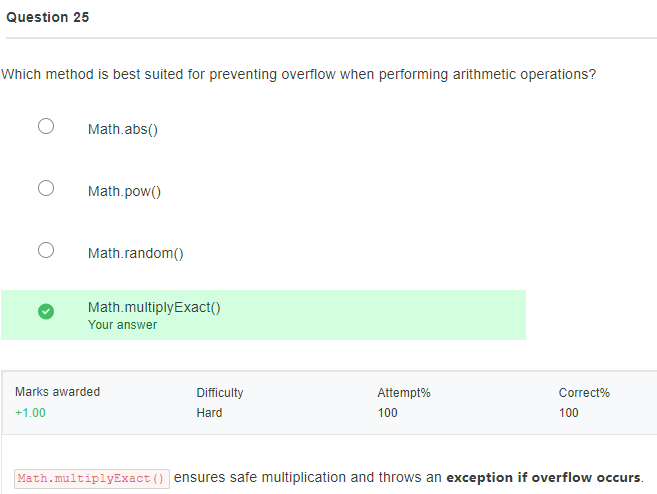 Question 25
Which method is best suited for preventing overflow when performing arithmetic operations?
Math.abs()
Math.pow()
Math.random()
Math.multiplyExact()
Your answer
Marks awarded Difficulty Attempt% Correct%
+1.00 Hard 100 100
Math.multiplyExact() ensures safe multiplication and throws an exception if overflow occurs.